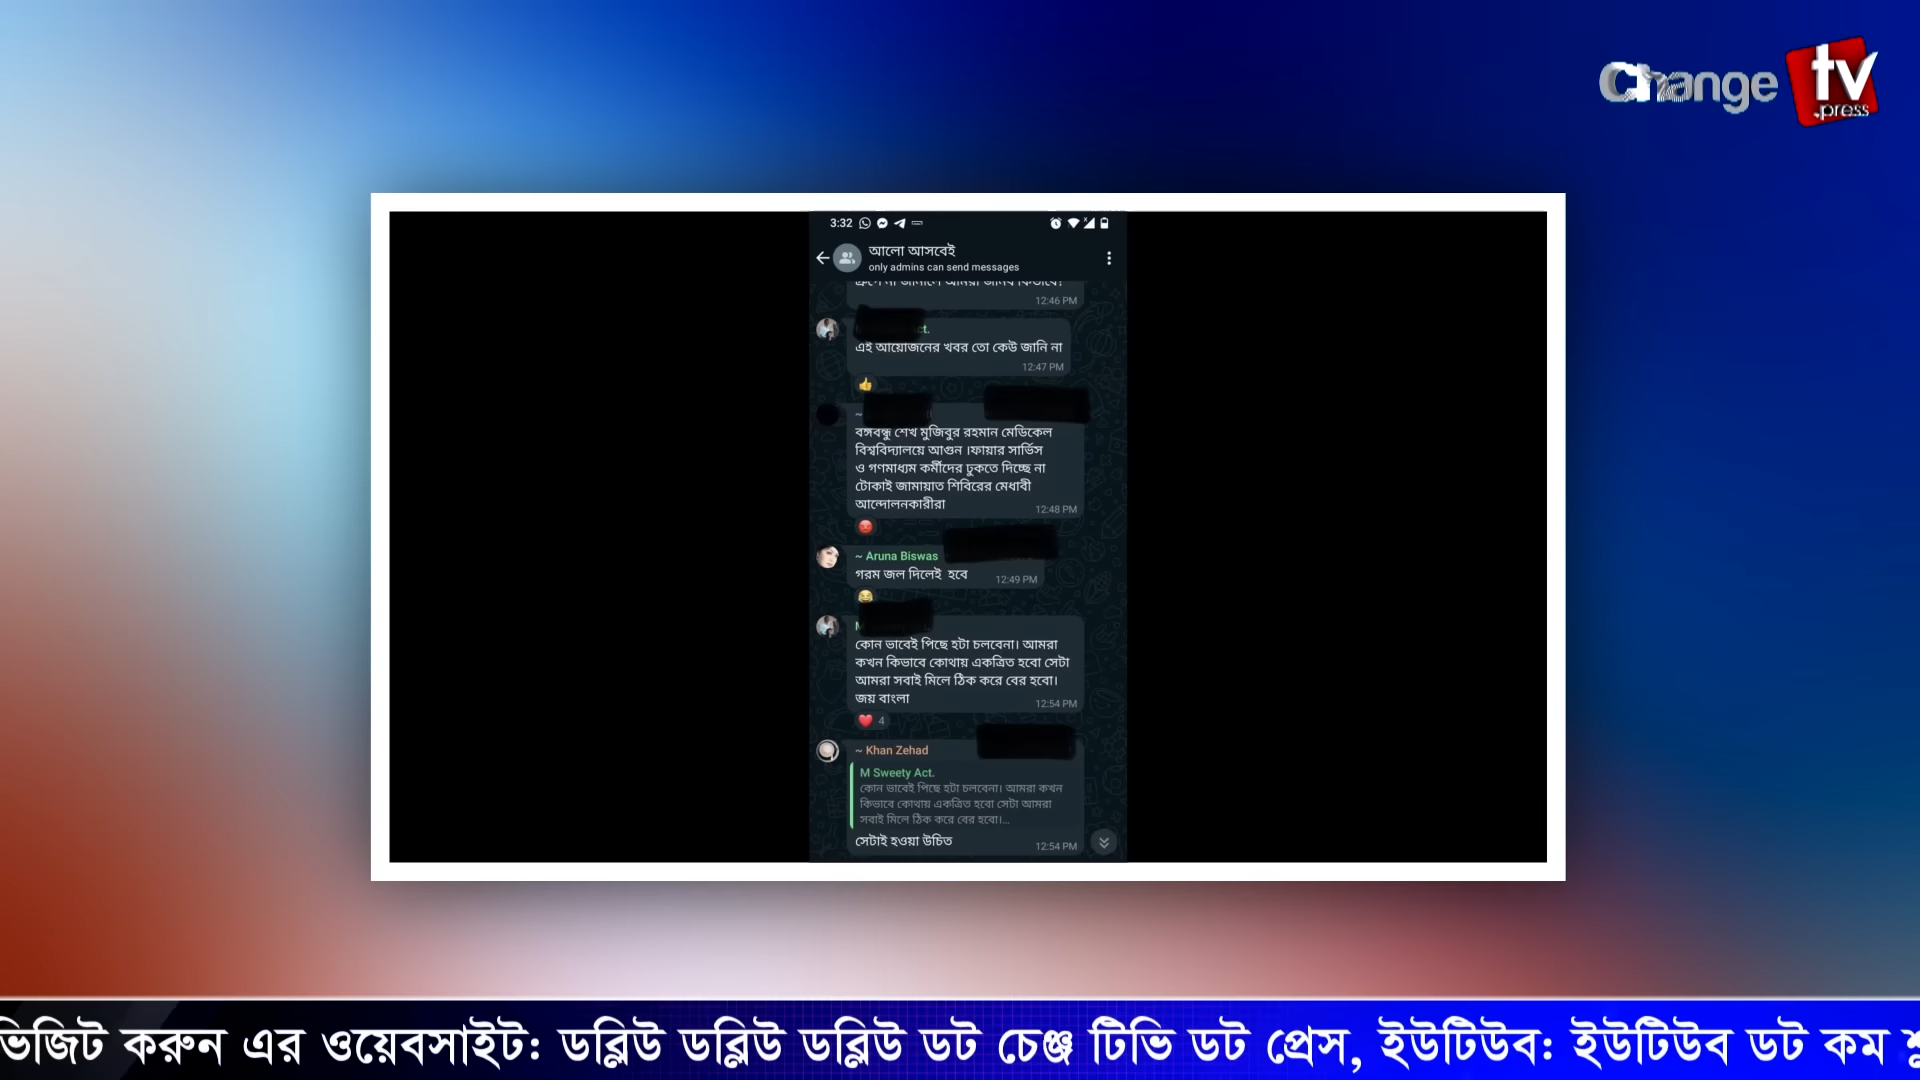 Change tv
.press
3:32
আলো আসবেই
only admins can send messages
গ্রুপে না জানালে আমরা জানব কিভাবে?
12:46 PM
ct.
এই আয়োজনের খবর তো কেউ জানি না
12:47 PM
~
বঙ্গবন্ধু শেখ মুজিবুর রহমান মেডিকেল
বিশ্ববিদ্যালয়ে আগুন ।ফায়ার সার্ভিস
ও গণমাধ্যম কর্মীদের ঢুকতে দিচ্ছে না
টোকাই জামায়াত শিবিরের মেধাবী
আন্দোলনকারীরা
12:48 PM
~ Aruna Biswas
গরম জল দিলেই হবে
12:49 PM
M
কোন ভাবেই পিছে হটা চলবেনা। আমরা
কখন কিভাবে কোথায় একত্রিত হবো সেটা
আমরা সবাই মিলে ঠিক করে বের হবো।
জয় বাংলা
12:54 PM
4
~ Khan Zehad
M Sweety Act.
কোন ভাবেই পিছে হটা চলবেনা। আমরা কখন
কিভাবে কোথায় একত্রিত হবো সেটা আমরা
সবাই মিলে ঠিক করে বের হবো।...
সেটাই হওয়া উচিত
12:54 PM
ভিজিট করুন এর ওয়েবসাইট: ডব্লিউ ডব্লিউ ডব্লিউ ডট চেঞ্জ টিভি ডট প্রেস, ইউটিউব: ইউটিউব ডট কম